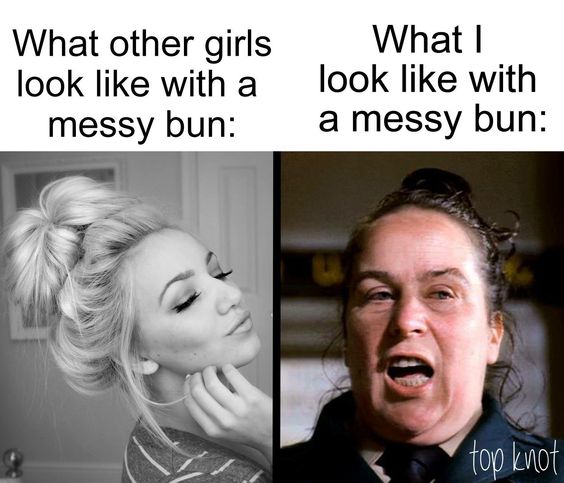 What other girls
look like with a
messy bun:
What I
look like with
a messy bun:
top knot